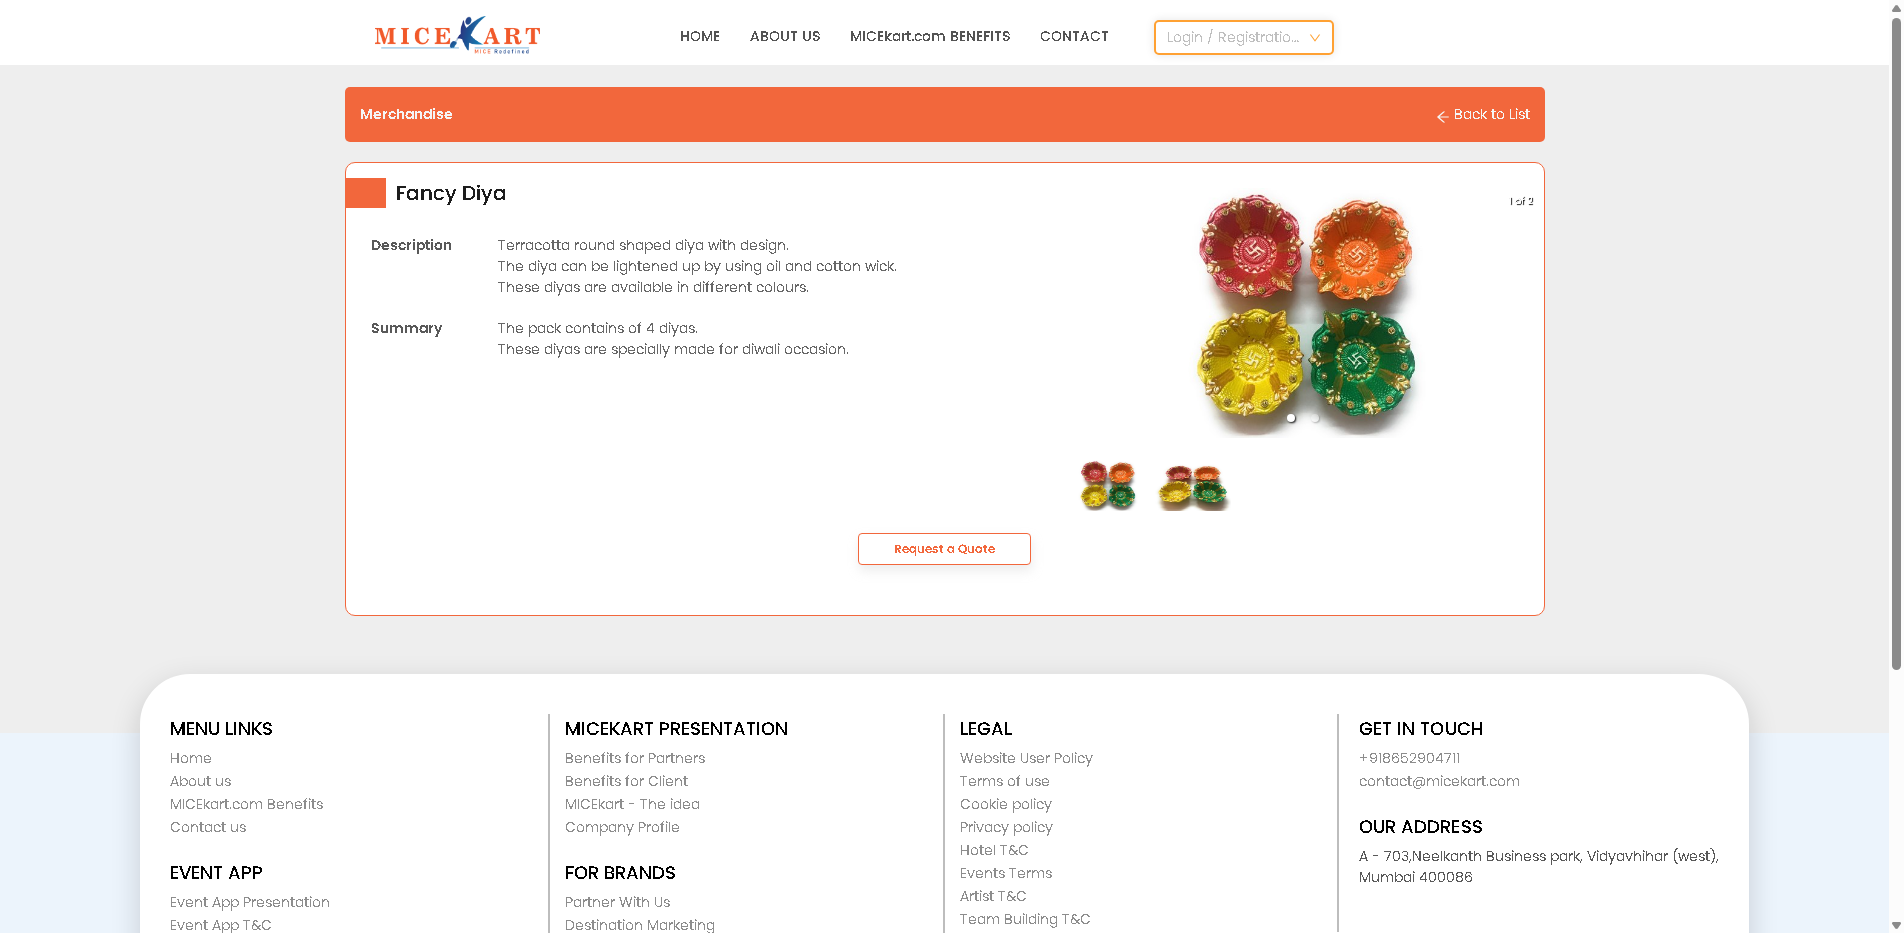 MICEKART
MICE Redefined
HOME
ABOUT US
MICEkart.com BENEFITS
CONTACT
Login / Registratio...
Merchandise
Back to List
Fancy Diya
1 of 2
Description
Terracotta round shaped diya with design.
The diya can be lightened up by using oil and cotton wick.
These diyas are available in different colours.
Summary
The pack contains of 4 diyas.
These diyas are specially made for diwali occasion.
Request a Quote
MENU LINKS
Home
About us
MICEkart.com Benefits
Contact us
EVENT APP
Event App Presentation
Event App T&C
MICEKART PRESENTATION
Benefits for Partners
Benefits for Client
MICEkart - The idea
Company Profile
FOR BRANDS
Partner With Us
Destination Marketing
LEGAL
Website User Policy
Terms of use
Cookie policy
Privacy policy
Hotel T&C
Events Terms
Artist T&C
Team Building T&C
GET IN TOUCH
+918652904711
contact@micekart.com
OUR ADDRESS
A - 703,Neelkanth Business park, Vidyavhihar (west),
Mumbai 400086